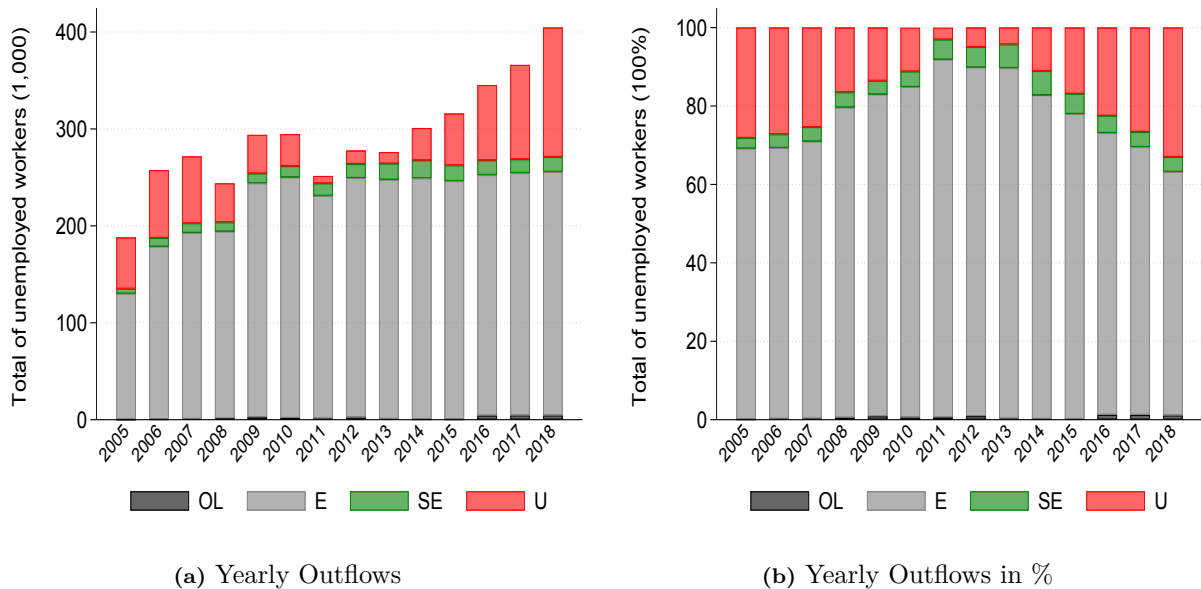 Total of unemployed workers (1,000)
400
300
200
100
0
2005 2006 2007 2008 2009 2010 2011 2012 2013 2014 2015 2016 2017 2018
OL E SE U
(a) Yearly Outflows
Total of unemployed workers (100%)
100
80
60
40
20
0
2005 2006 2007 2008 2009 2010 2011 2012 2013 2014 2015 2016 2017 2018
OL E SE U
(b) Yearly Outflows in %